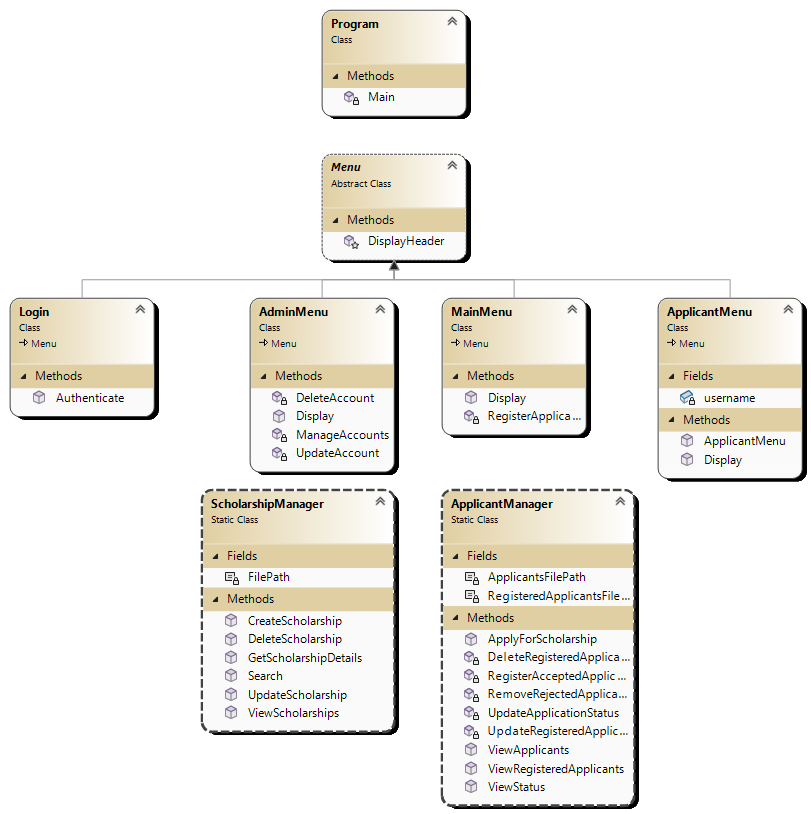 Program
Class
Methods
Main
Menu
Abstract Class
Methods
DisplayHeader
Login
Class
Menu
Methods
Authenticate
AdminMenu
Class
Menu
Methods
DeleteAccount
Display
ManageAccounts
UpdateAccount
MainMenu
Class
Menu
Methods
Display
RegisterApplica...
ApplicantMenu
Class
Menu
Fields
username
Methods
ApplicantMenu
Display
ScholarshipManager
Static Class
Fields
FilePath
Methods
CreateScholarship
DeleteScholarship
GetScholarshipDetails
Search
UpdateScholarship
ViewScholarships
ApplicantManager
Static Class
Fields
ApplicantsFilePath
RegisteredApplicantsFile...
Methods
ApplyForScholarship
DeleteRegisteredApplica...
RegisterAcceptedApplic...
RemoveRejectedApplica...
UpdateApplicationStatus
UpdateRegisteredApplic...
ViewApplicants
ViewRegisteredApplicants
ViewStatus